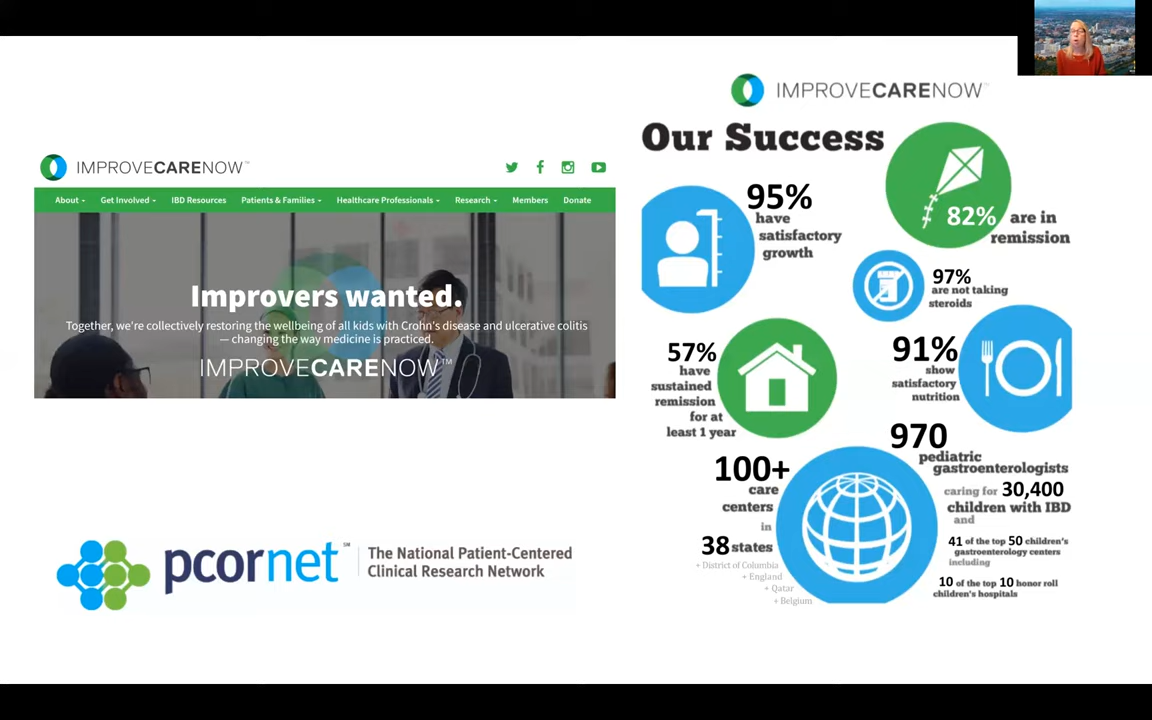 IMPROVECARENOW™
About
Get Involved
IBD Resources
Patients & Families
Healthcare Professionals
Research
Members
Donate
Improvers wanted.
Together, we're collectively restoring the wellbeing of all kids with Crohn's disease and ulcerative colitis
— changing the way medicine is practiced.
IMPROVECARENOW™
pcornet℠
The National Patient-Centered
Clinical Research Network
IMPROVECARENOW™
Our Success
95%
have
satisfactory
growth
82% are in
remission
97%
are not taking
steroids
57%
have
sustained
remission
for at
least 1 year
91%
show
satisfactory
nutrition
970
pediatric
gastroenterologists
caring for 30,400
children with IBD
and
41 of the top 50 children's
gastroenterology centers
including
10 of the top 10 honor roll
children's hospitals
100+
care
centers
in
38 states
+ District of Columbia
+ England
+ Qatar
+ Belgium